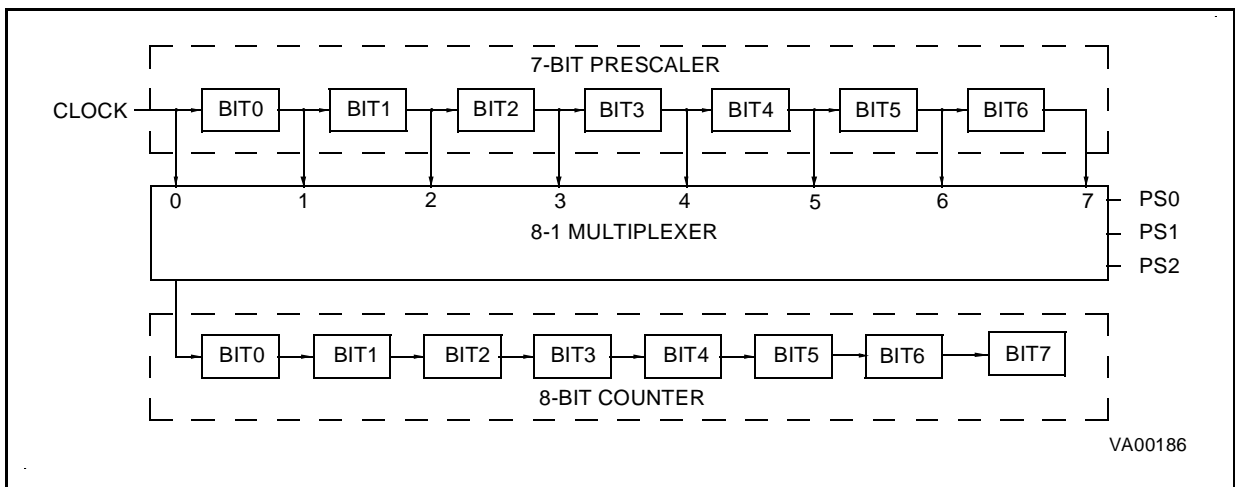 7-BIT PRESCALER
CLOCK BIT0 BIT1 BIT2 BIT3 BIT4 BIT5 BIT6
0 1 2 3 4 5 6 7 PS0
8-1 MULTIPLEXER PS1
PS2
BIT0 BIT1 BIT2 BIT3 BIT4 BIT5 BIT6 BIT7
8-BIT COUNTER
VA00186